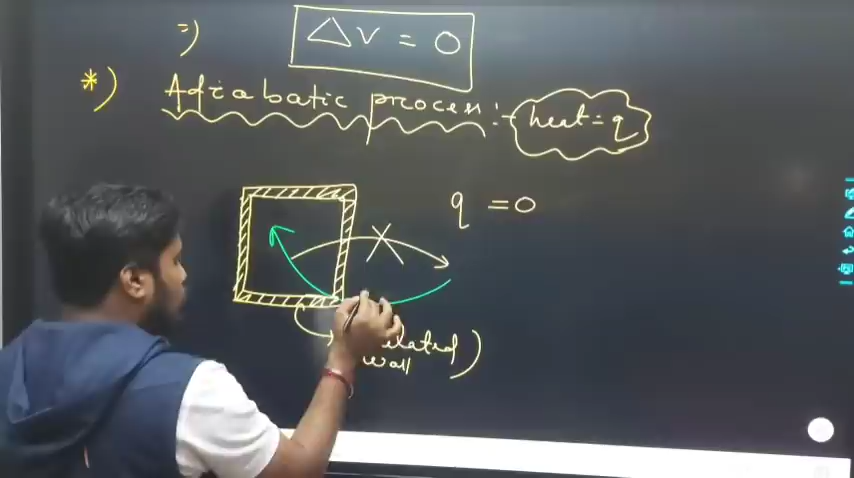 ⇒) ΔV = 0
*) Adiabatic process :- heat = q
q = 0
wall )